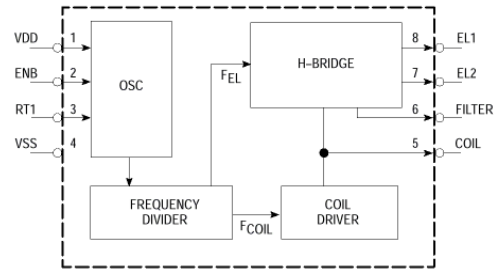 VDD 1
ENB 2
RT1 3
VSS 4
OSC
FREQUENCY
DIVIDER
FEL
FCOIL
H-BRIDGE
COIL
DRIVER
8 EL1
7 EL2
6 FILTER
5 COIL